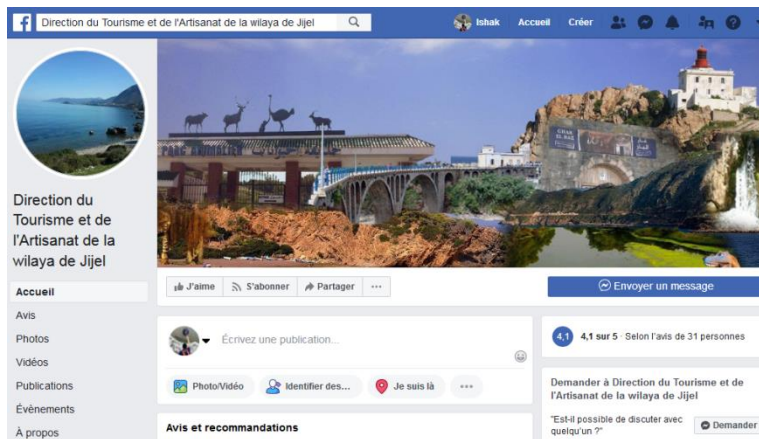 Direction du Tourisme et de l'Artisanat de la wilaya de Jijel
Ishak
Accueil
Créer
Direction du
Tourisme et de
l'Artisanat de la
wilaya de Jijel
Accueil
Avis
Photos
Vidéos
Publications
Évènements
À propos
J'aime
S'abonner
Partager
Envoyer un message
Écrivez une publication...
Photo/Vidéo
Identifier des...
Je suis là
Avis et recommandations
4,1
4,1 sur 5 · Selon l'avis de 31 personnes
Demander à Direction du Tourisme et de
l'Artisanat de la wilaya de Jijel
"Est-il possible de discuter avec
quelqu'un ?"
Demander